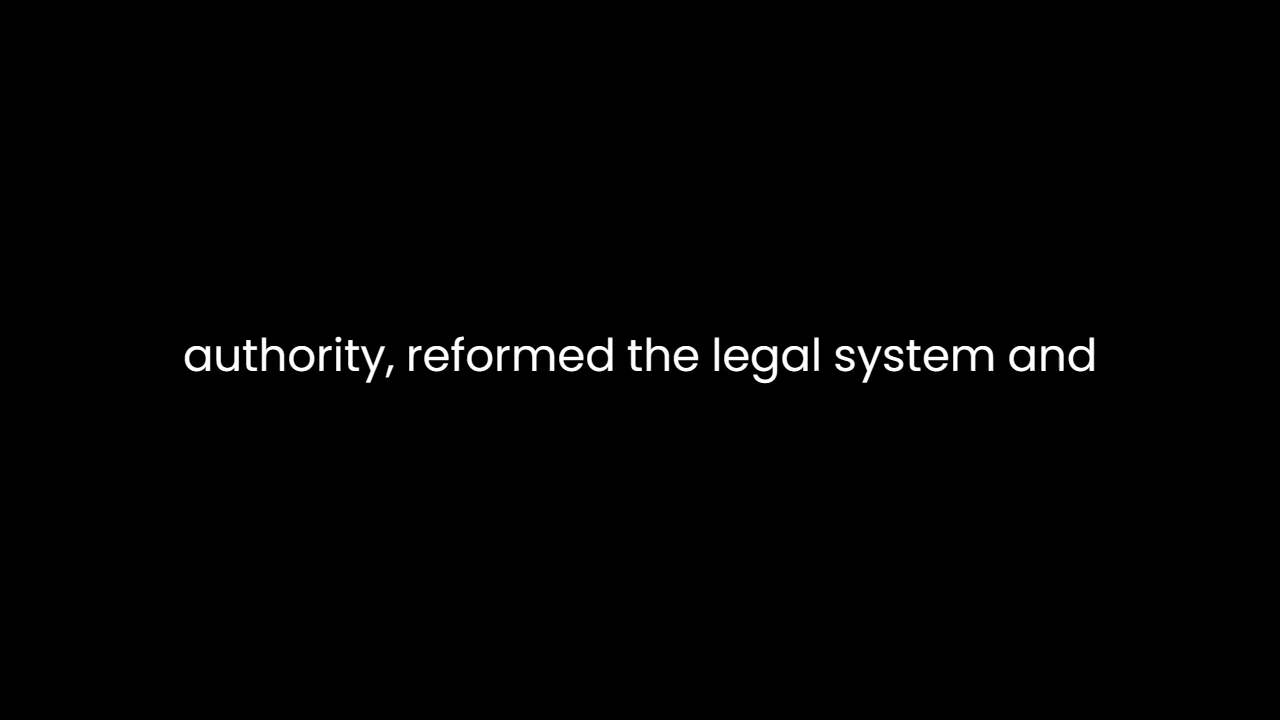 authority, reformed the legal system and